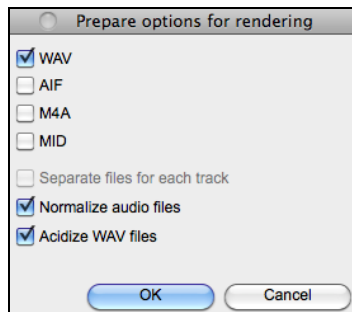 Prepare options for rendering
WAV
AIF
M4A
MID
Separate files for each track
Normalize audio files
Acidize WAV files
OK
Cancel